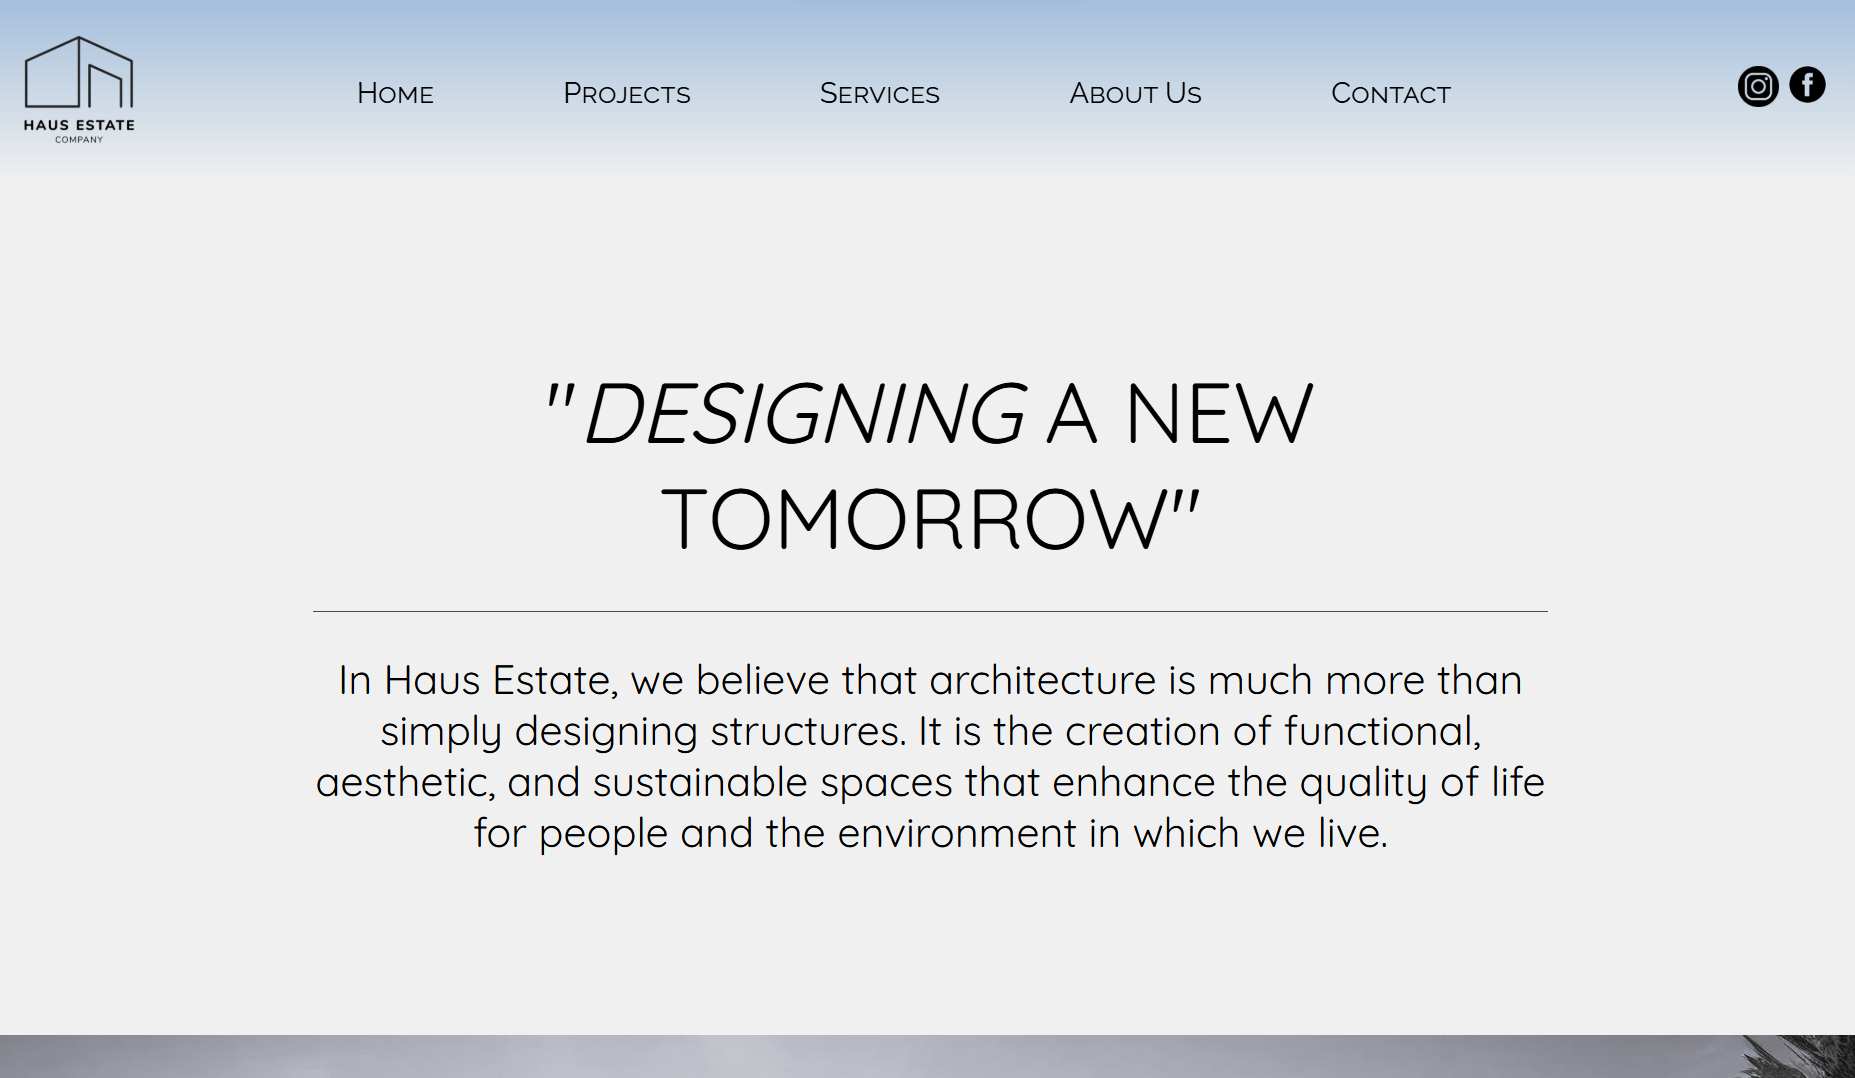 HAUS ESTATE
COMPANY
Home
Projects
Services
About Us
Contact
"DESIGNING A NEW
TOMORROW"
In Haus Estate, we believe that architecture is much more than
simply designing structures. It is the creation of functional,
aesthetic, and sustainable spaces that enhance the quality of life
for people and the environment in which we live.